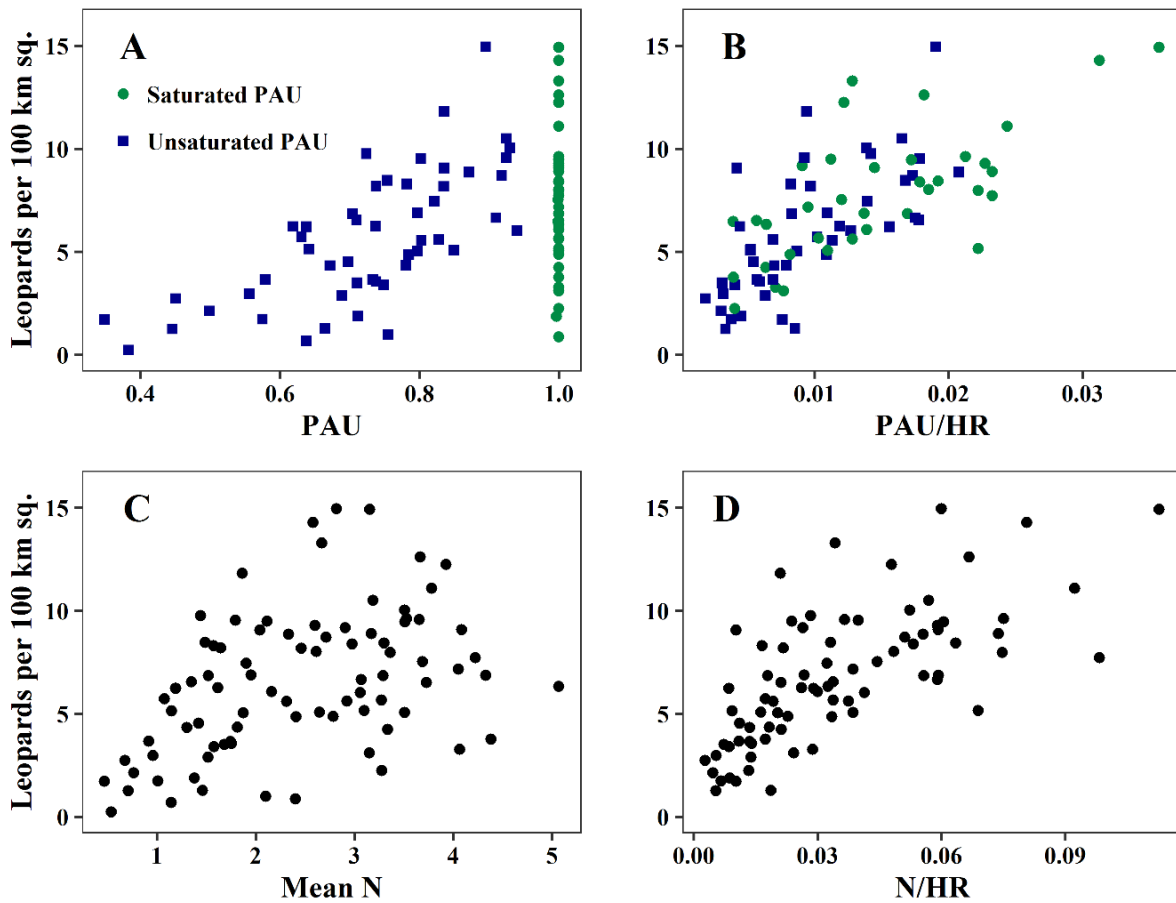 A
Saturated PAU
Unsaturated PAU
Leopards per 100 km sq.
15
10
5
0
0.4 0.6 0.8 1.0
PAU
B
15
10
5
0
0.01 0.02 0.03
PAU/HR
C
Leopards per 100 km sq.
15
10
5
0
1 2 3 4 5
Mean N
D
15
10
5
0
0.00 0.03 0.06 0.09
N/HR